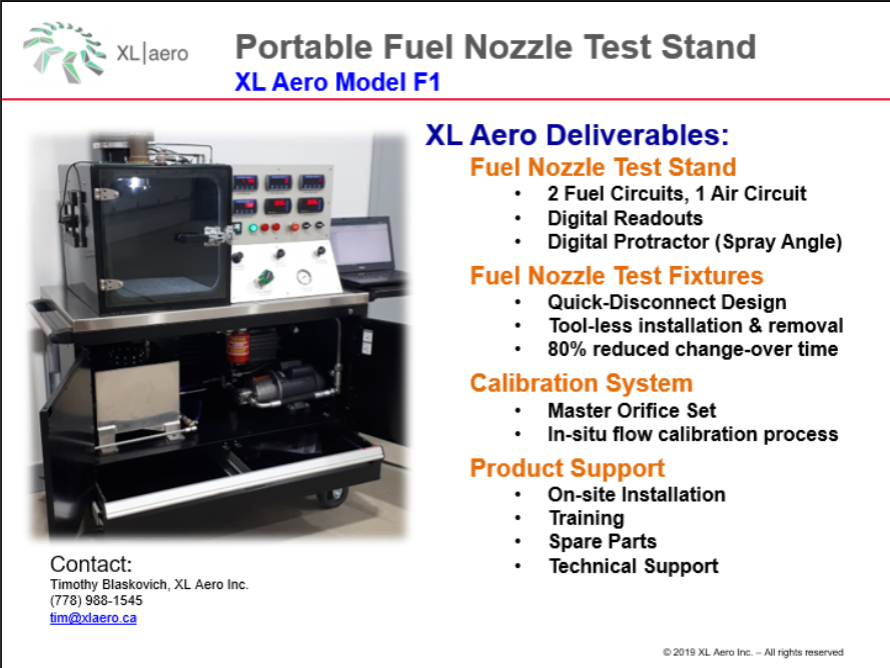 XL|aero
Portable Fuel Nozzle Test Stand
XL Aero Model F1
XL Aero Deliverables:
Fuel Nozzle Test Stand
• 2 Fuel Circuits, 1 Air Circuit
• Digital Readouts
• Digital Protractor (Spray Angle)
Fuel Nozzle Test Fixtures
• Quick-Disconnect Design
• Tool-less installation & removal
• 80% reduced change-over time
Calibration System
• Master Orifice Set
• In-situ flow calibration process
Product Support
• On-site Installation
• Training
• Spare Parts
• Technical Support
Contact:
Timothy Blaskovich, XL Aero Inc.
(778) 988-1545
tim@xlaero.ca
© 2019 XL Aero Inc. – All rights reserved